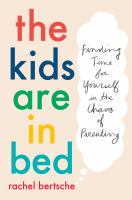 the
kids
are
in
bed
rachel bertsche
Finding
Time for
Yourself
in the
Chaos of
Parenting